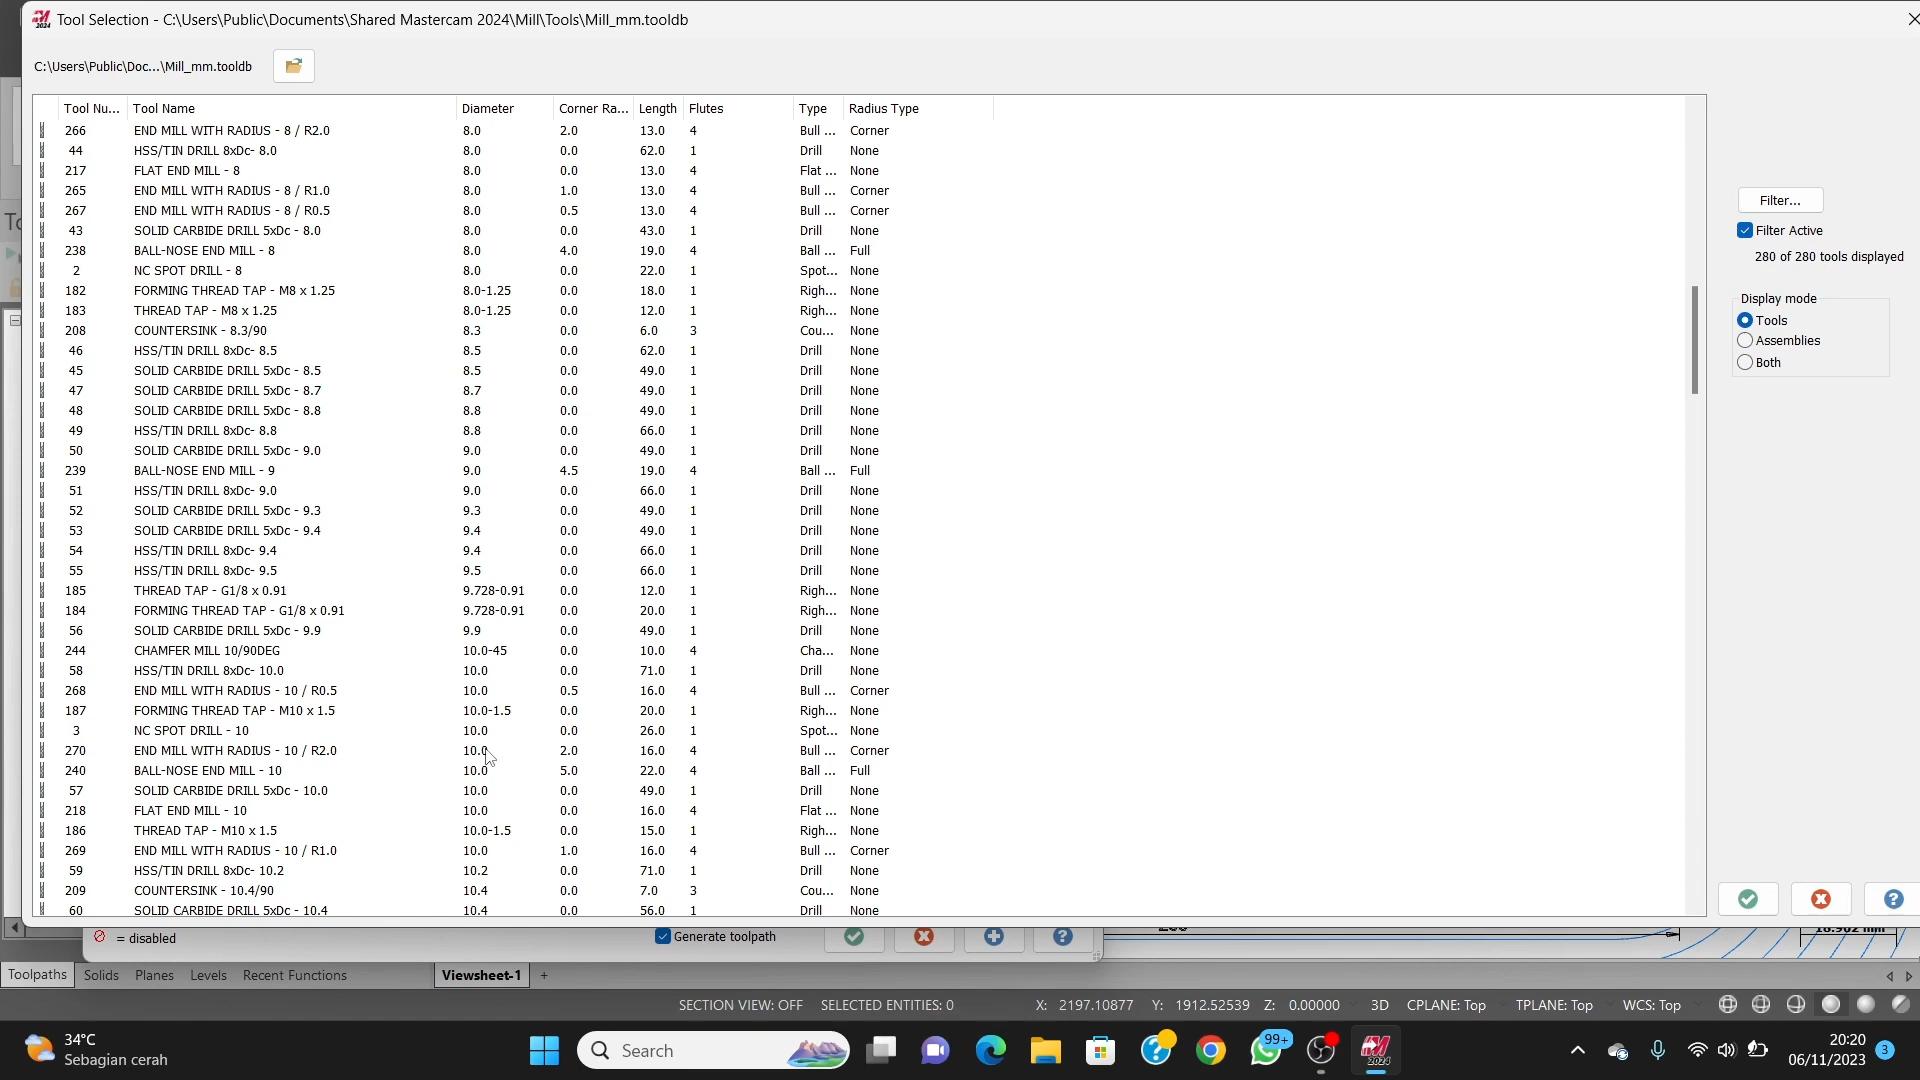 Tool Selection - C:\Users\Public\Documents\Shared Mastercam 2024\Mill\Tools\Mill_mm.tooldb
C:\Users\Public\Doc...\Mill_mm.tooldb
Tool Nu... Tool Name Diameter Corner Ra... Length Flutes Type Radius Type
266 END MILL WITH RADIUS - 8 / R2.0 8.0 2.0 13.0 4 Bull ... Corner
44 HSS/TIN DRILL 8xDc- 8.0 8.0 0.0 62.0 1 Drill None
217 FLAT END MILL - 8 8.0 0.0 13.0 4 Flat ... None
265 END MILL WITH RADIUS - 8 / R1.0 8.0 1.0 13.0 4 Bull ... Corner
267 END MILL WITH RADIUS - 8 / R0.5 8.0 0.5 13.0 4 Bull ... Corner
43 SOLID CARBIDE DRILL 5xDc - 8.0 8.0 0.0 43.0 1 Drill None
238 BALL-NOSE END MILL - 8 8.0 4.0 19.0 4 Ball ... Full
2 NC SPOT DRILL - 8 8.0 0.0 22.0 1 Spot... None
182 FORMING THREAD TAP - M8 x 1.25 8.0-1.25 0.0 18.0 1 Righ... None
183 THREAD TAP - M8 x 1.25 8.0-1.25 0.0 12.0 1 Righ... None
208 COUNTERSINK - 8.3/90 8.3 0.0 6.0 3 Cou... None
46 HSS/TIN DRILL 8xDc- 8.5 8.5 0.0 62.0 1 Drill None
45 SOLID CARBIDE DRILL 5xDc - 8.5 8.5 0.0 49.0 1 Drill None
47 SOLID CARBIDE DRILL 5xDc - 8.7 8.7 0.0 49.0 1 Drill None
48 SOLID CARBIDE DRILL 5xDc - 8.8 8.8 0.0 49.0 1 Drill None
49 HSS/TIN DRILL 8xDc- 8.8 8.8 0.0 66.0 1 Drill None
50 SOLID CARBIDE DRILL 5xDc - 9.0 9.0 0.0 49.0 1 Drill None
239 BALL-NOSE END MILL - 9 9.0 4.5 19.0 4 Ball ... Full
51 HSS/TIN DRILL 8xDc- 9.0 9.0 0.0 66.0 1 Drill None
52 SOLID CARBIDE DRILL 5xDc - 9.3 9.3 0.0 49.0 1 Drill None
53 SOLID CARBIDE DRILL 5xDc - 9.4 9.4 0.0 49.0 1 Drill None
54 HSS/TIN DRILL 8xDc- 9.4 9.4 0.0 66.0 1 Drill None
55 HSS/TIN DRILL 8xDc- 9.5 9.5 0.0 66.0 1 Drill None
185 THREAD TAP - G1/8 x 0.91 9.728-0.91 0.0 12.0 1 Righ... None
184 FORMING THREAD TAP - G1/8 x 0.91 9.728-0.91 0.0 20.0 1 Righ... None
56 SOLID CARBIDE DRILL 5xDc - 9.9 9.9 0.0 49.0 1 Drill None
244 CHAMFER MILL 10/90DEG 10.0-45 0.0 10.0 4 Cha... None
58 HSS/TIN DRILL 8xDc- 10.0 10.0 0.0 71.0 1 Drill None
268 END MILL WITH RADIUS - 10 / R0.5 10.0 0.5 16.0 4 Bull ... Corner
187 FORMING THREAD TAP - M10 x 1.5 10.0-1.5 0.0 20.0 1 Righ... None
3 NC SPOT DRILL - 10 10.0 0.0 26.0 1 Spot... None
270 END MILL WITH RADIUS - 10 / R2.0 10.0 2.0 16.0 4 Bull ... Corner
240 BALL-NOSE END MILL - 10 10.0 5.0 22.0 4 Ball ... Full
57 SOLID CARBIDE DRILL 5xDc - 10.0 10.0 0.0 49.0 1 Drill None
218 FLAT END MILL - 10 10.0 0.0 16.0 4 Flat ... None
186 THREAD TAP - M10 x 1.5 10.0-1.5 0.0 15.0 1 Righ... None
269 END MILL WITH RADIUS - 10 / R1.0 10.0 1.0 16.0 4 Bull ... Corner
59 HSS/TIN DRILL 8xDc- 10.2 10.2 0.0 71.0 1 Drill None
209 COUNTERSINK - 10.4/90 10.4 0.0 7.0 3 Cou... None
60 SOLID CARBIDE DRILL 5xDc - 10.4 10.4 0.0 56.0 1 Drill None
Filter...
Filter Active
280 of 280 tools displayed
Display mode
Tools
Assemblies
Both
= disabled Generate toolpath
Toolpaths Solids Planes Levels Recent Functions Viewsheet-1 +
SECTION VIEW: OFF SELECTED ENTITIES: 0 X: 2197.10877 Y: 1912.52539 Z: 0.00000 3D CPLANE: Top TPLANE: Top WCS: Top
34°C
Sebagian cerah
Search
99+
2024
20:20
06/11/2023
3